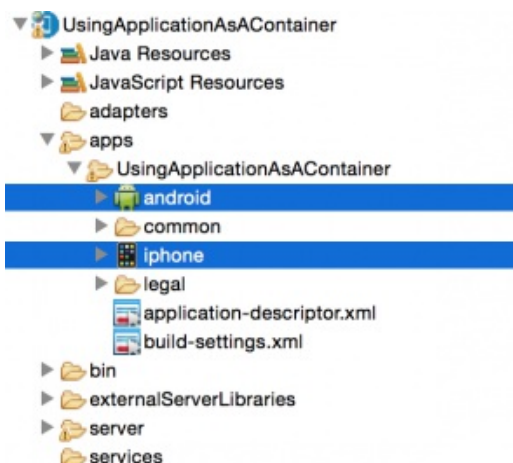 UsingApplicationAsAContainer
Java Resources
JavaScript Resources
adapters
apps
UsingApplicationAsAContainer
android
common
iphone
legal
application-descriptor.xml
build-settings.xml
bin
externalServerLibraries
server
services